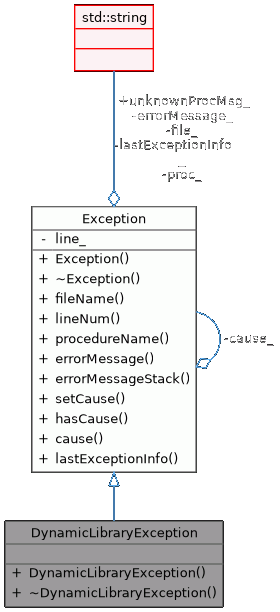 std::string
+unknownProcMsg_
-errorMessage_
-file_
-lastExceptionInfo
_
-proc_
Exception
- line_
+ Exception()
+ ~Exception()
+ fileName()
+ lineNum()
+ procedureName()
+ errorMessage()
+ errorMessageStack()
+ setCause()
+ hasCause()
+ cause()
+ lastExceptionInfo()
-cause_
DynamicLibraryException
+ DynamicLibraryException()
+ ~DynamicLibraryException()